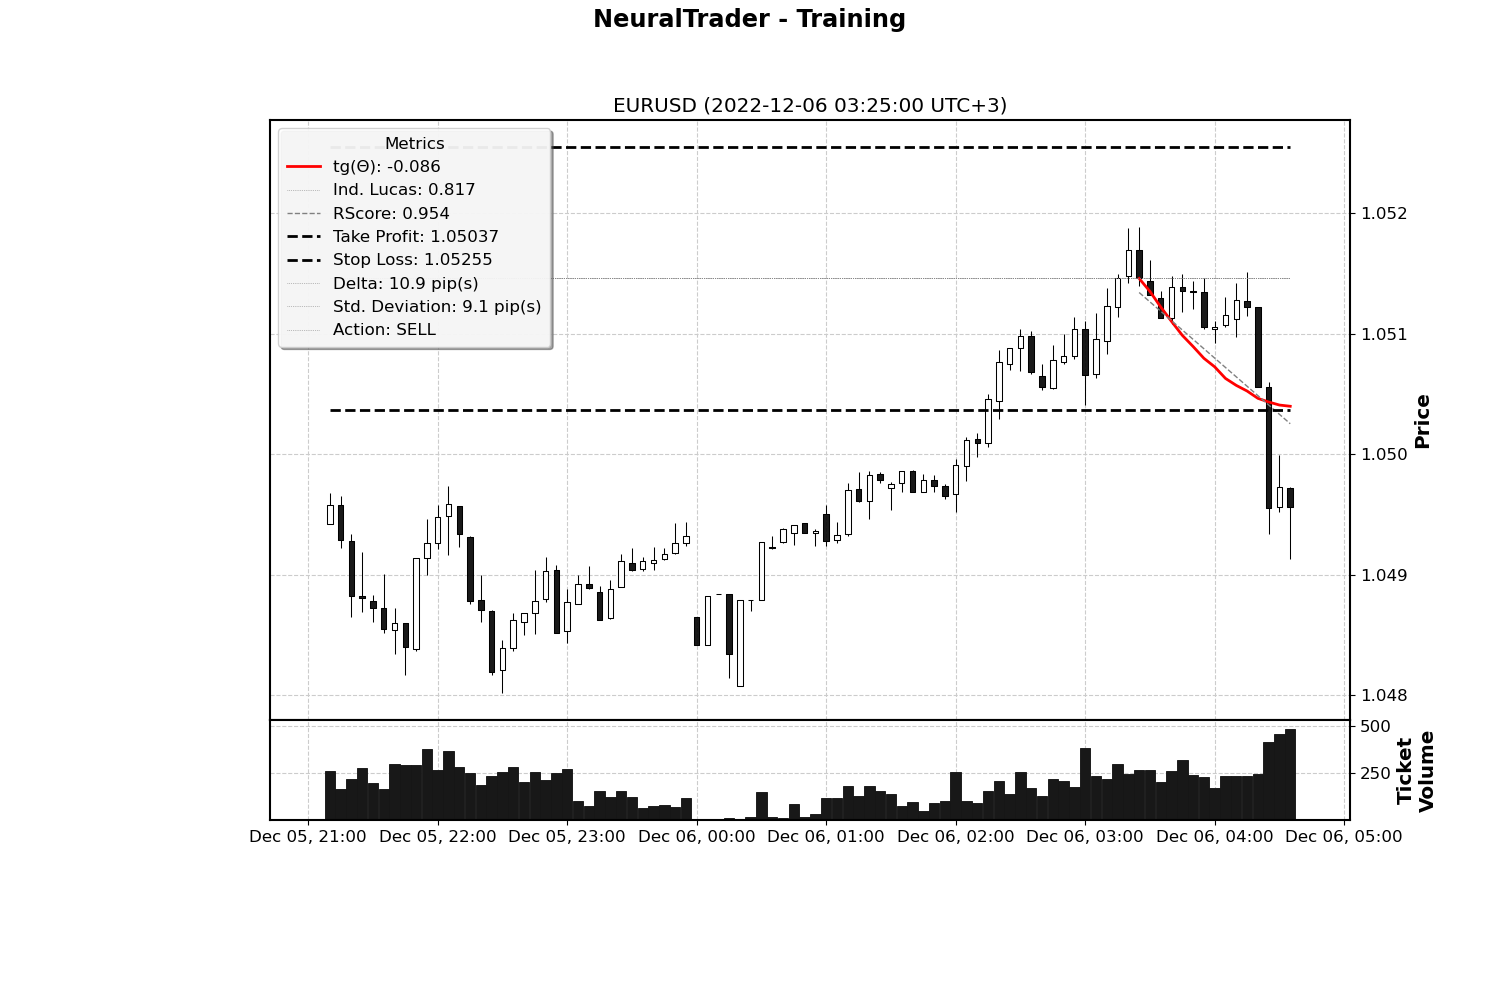 NeuralTrader - Training
EURUSD (2022-12-06 03:25:00 UTC+3)
Metrics
tg(Θ): -0.086
Ind. Lucas: 0.817
RScore: 0.954
Take Profit: 1.05037
Stop Loss: 1.05255
Delta: 10.9 pip(s)
Std. Deviation: 9.1 pip(s)
Action: SELL
1.052
1.051
1.050
1.049
1.048
Price
500
250
Ticket
Volume
Dec 05, 21:00
Dec 05, 22:00
Dec 05, 23:00
Dec 06, 00:00
Dec 06, 01:00
Dec 06, 02:00
Dec 06, 03:00
Dec 06, 04:00
Dec 06, 05:00